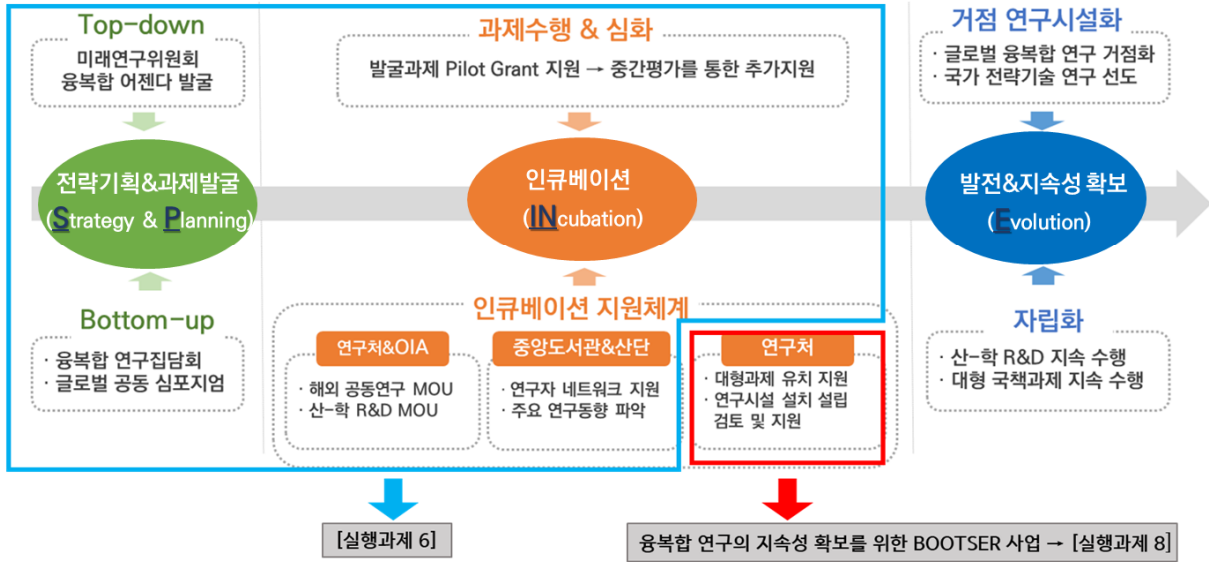 Top-down
미래연구위원회
융복합 어젠다 발굴
과제수행 & 심화
발굴과제 Pilot Grant 지원 → 중간평가를 통한 추가지원
거점 연구시설화
· 글로벌 융복합 연구 거점화
· 국가 전략기술 연구 선도
전략기획&과제발굴
(Strategy & Planning)
인큐베이션
(INcubation)
발전&지속성 확보
(Evolution)
Bottom-up
· 융복합 연구집담회
· 글로벌 공동 심포지엄
인큐베이션 지원체계
연구처&OIA
· 해외 공동연구 MOU
· 산-학 R&D MOU
중앙도서관&산단
· 연구자 네트워크 지원
· 주요 연구동향 파악
연구처
· 대형과제 유치 지원
· 연구시설 설치 설립
검토 및 지원
자립화
· 산-학 R&D 지속 수행
· 대형 국책과제 지속 수행
[실행과제 6]
융복합 연구의 지속성 확보를 위한 BOOTSER 사업 → [실행과제 8]